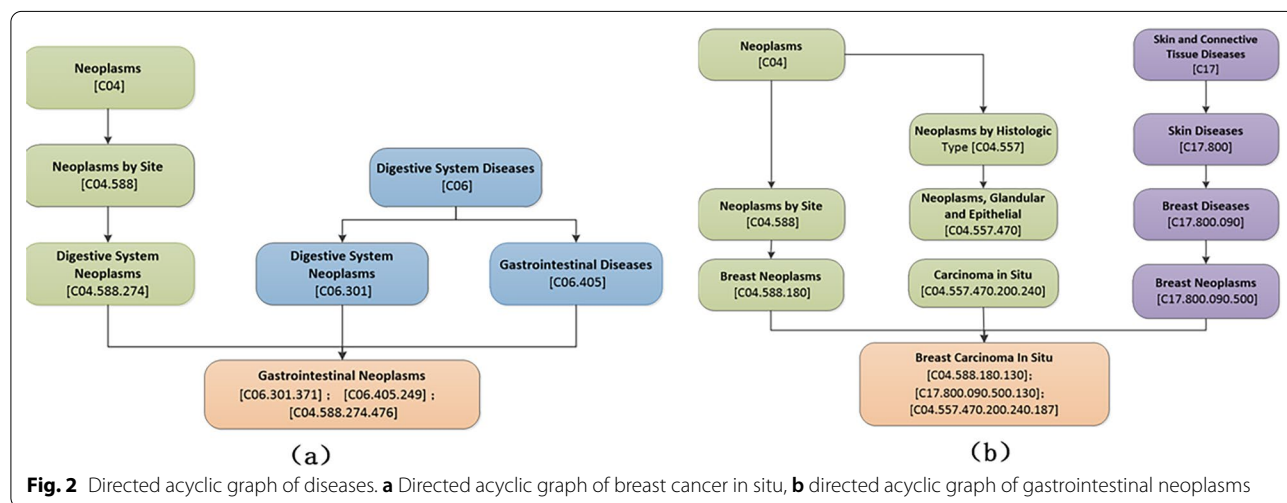 Neoplasms
[C04]
Neoplasms by Site
[C04.588]
Digestive System
Neoplasms
[C04.588.274]
Digestive System Diseases
[C06]
Digestive System
Neoplasms
[C06.301]
Gastrointestinal Diseases
[C06.405]
Gastrointestinal Neoplasms
[C06.301.371] ; [C06.405.249] ;
[C04.588.274.476]
(a)
Neoplasms
[C04]
Neoplasms by Site
[C04.588]
Breast Neoplasms
[C04.588.180]
Neoplasms by Histologic
Type [C04.557]
Neoplasms, Glandular
and Epithelial
[C04.557.470]
Carcinoma in Situ
[C04.557.470.200.240]
Skin and Connective
Tissue Diseases
[C17]
Skin Diseases
[C17.800]
Breast Diseases
[C17.800.090]
Breast Neoplasms
[C17.800.090.500]
Breast Carcinoma In Situ
[C04.588.180.130];
[C17.800.090.500.130];
[C04.557.470.200.240.187]
(b)
Fig. 2 Directed acyclic graph of diseases. a Directed acyclic graph of breast cancer in situ, b directed acyclic graph of gastrointestinal neoplasms